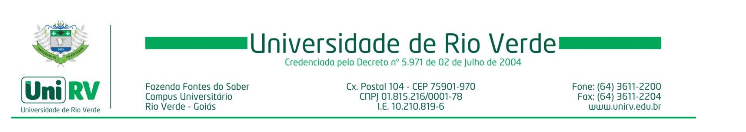 Universidade de Rio Verde
Credenciada pelo Decreto nº 5.971 de 02 de Julho de 2004
UniRV
Universidade de Rio Verde
Fazenda Fontes do Saber
Campus Universitário
Rio Verde - Goiás
Cx. Postal 104 - CEP 75901-970
CNPJ 01.815.216/0001-78
I.E. 10.210.819-6
Fone: (64) 3611-2200
Fax: (64) 3611-2204
www.unirv.edu.br